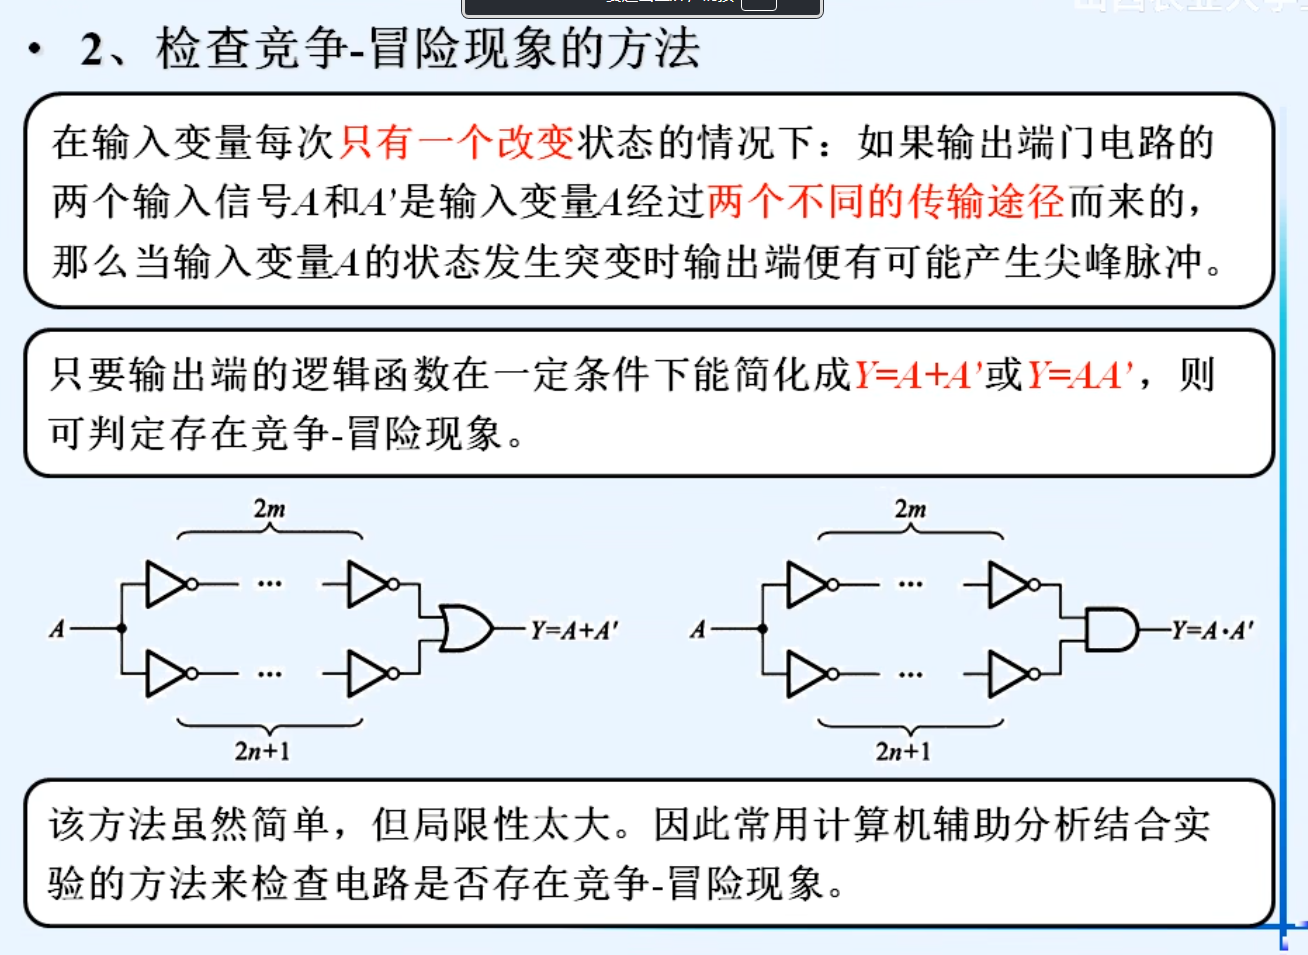 • 2、检查竞争-冒险现象的方法
在输入变量每次只有一个改变状态的情况下：如果输出端门电路的
两个输入信号A和A’是输入变量A经过两个不同的传输途径而来的，
那么当输入变量A的状态发生突变时输出端便有可能产生尖峰脉冲。
只要输出端的逻辑函数在一定条件下能简化成Y=A+A’或Y=AA’，则
可判定存在竞争-冒险现象。
2m
2m
...
...
A
Y=A+A′
A
Y=A·A′
...
...
2n+1
2n+1
该方法虽然简单，但局限性太大。因此常用计算机辅助分析结合实
验的方法来检查电路是否存在竞争-冒险现象。